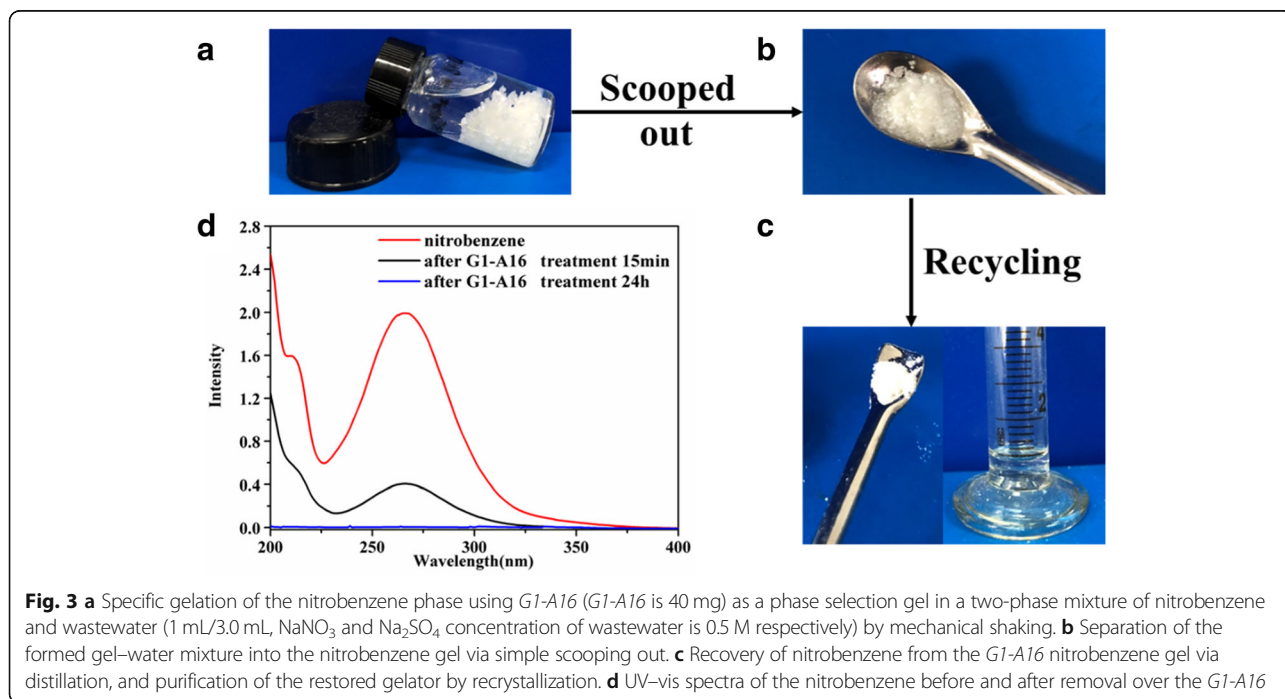 a
b
Scooped
out
d
c
Recycling
nitrobenzene
after G1-A16 treatment 15min
after G1-A16 treatment 24h
Intensity
2.8
2.4
2.0
1.6
1.2
0.8
0.4
0.0
200 250 300 350 400
Wavelength(nm)
4
2
Fig. 3 a Specific gelation of the nitrobenzene phase using G1-A16 (G1-A16 is 40 mg) as a phase selection gel in a two-phase mixture of nitrobenzene
and wastewater (1 mL/3.0 mL, NaNO₃ and Na₂SO₄ concentration of wastewater is 0.5 M respectively) by mechanical shaking. b Separation of the
formed gel–water mixture into the nitrobenzene gel via simple scooping out. c Recovery of nitrobenzene from the G1-A16 nitrobenzene gel via
distillation, and purification of the restored gelator by recrystallization. d UV–vis spectra of the nitrobenzene before and after removal over the G1-A16